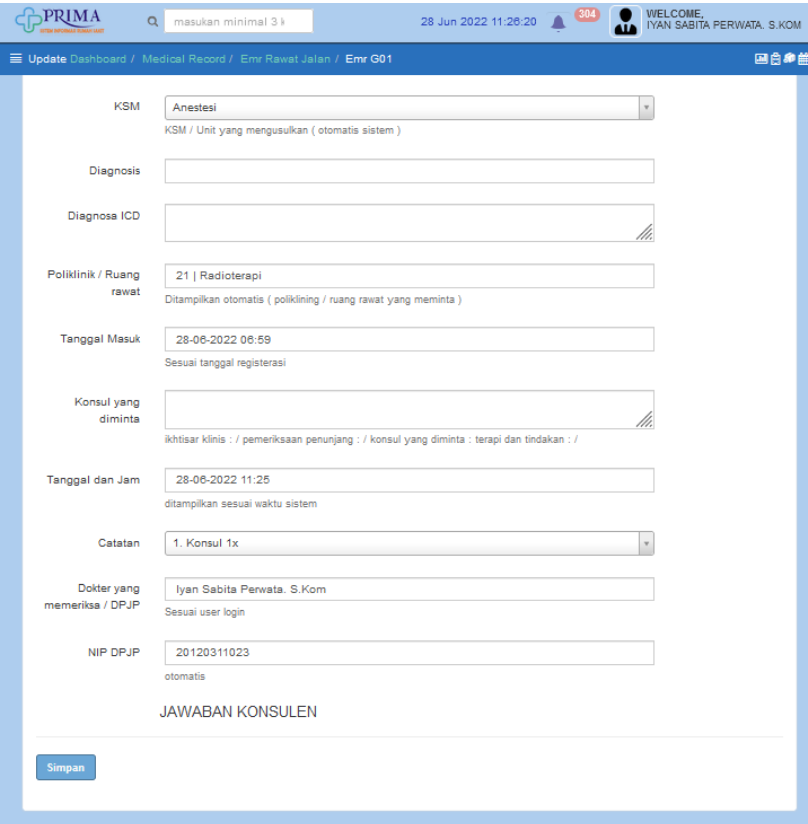 PRIMA
SISTEM INFORMASI RUMAH SAKIT
masukan minimal 3 k
28 Jun 2022 11:26:20
304
WELCOME,
IYAN SABITA PERWATA. S.KOM
Update Dashboard / Medical Record / Emr Rawat Jalan / Emr G01
KSM
Anestesi
KSM / Unit yang mengusulkan ( otomatis sistem )
Diagnosis
Diagnosa ICD
Poliklinik / Ruang
rawat
21 | Radioterapi
Ditampilkan otomatis ( poliklining / ruang rawat yang meminta )
Tanggal Masuk
28-06-2022 06:59
Sesuai tanggal registerasi
Konsul yang
diminta
ikhtisar klinis : / pemeriksaan penunjang : / konsul yang diminta : terapi dan tindakan : /
Tanggal dan Jam
28-06-2022 11:25
ditampilkan sesuai waktu sistem
Catatan
1. Konsul 1x
Dokter yang
memeriksa / DPJP
Iyan Sabita Perwata. S.Kom
Sesuai user login
NIP DPJP
20120311023
otomatis
JAWABAN KONSULEN
Simpan